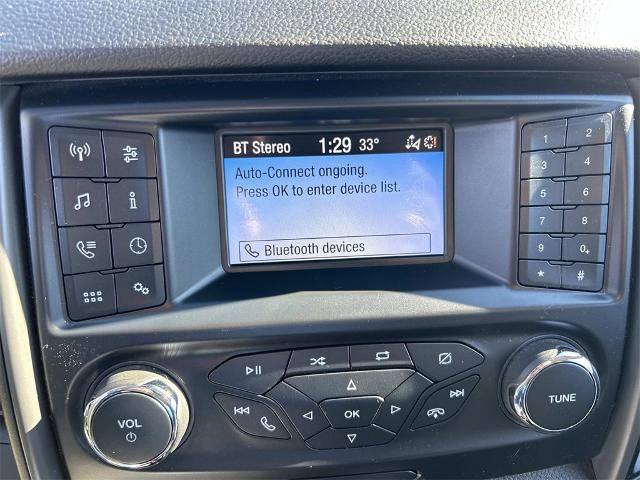 BT Stereo 1:29 33°
Auto-Connect ongoing.
Press OK to enter device list.
Bluetooth devices
1 2
3 4
5 6
7 8
9 0+
* #
VOL
OK
TUNE